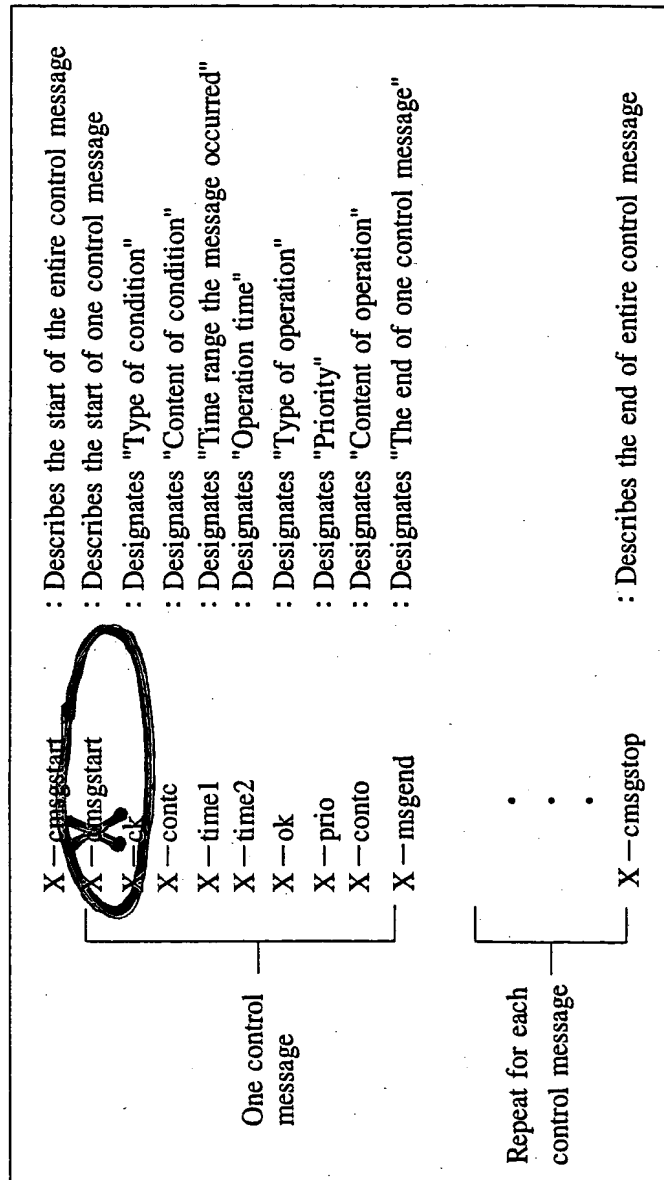 X —cmsgstart : Describes the start of the entire control message
X —cmsgstart : Describes the start of one control message
X —ck : Designates "Type of condition"
X —contc : Designates "Content of condition"
X —time1 : Designates "Time range the message occurred"
X —time2 : Designates "Operation time"
X —ok : Designates "Type of operation"
X —prio : Designates "Priority"
X —conto : Designates "Content of operation"
X —msgend : Designates "The end of one control message"
One control
message
Repeat for each
control message
X —cmsgstop : Describes the end of entire control message